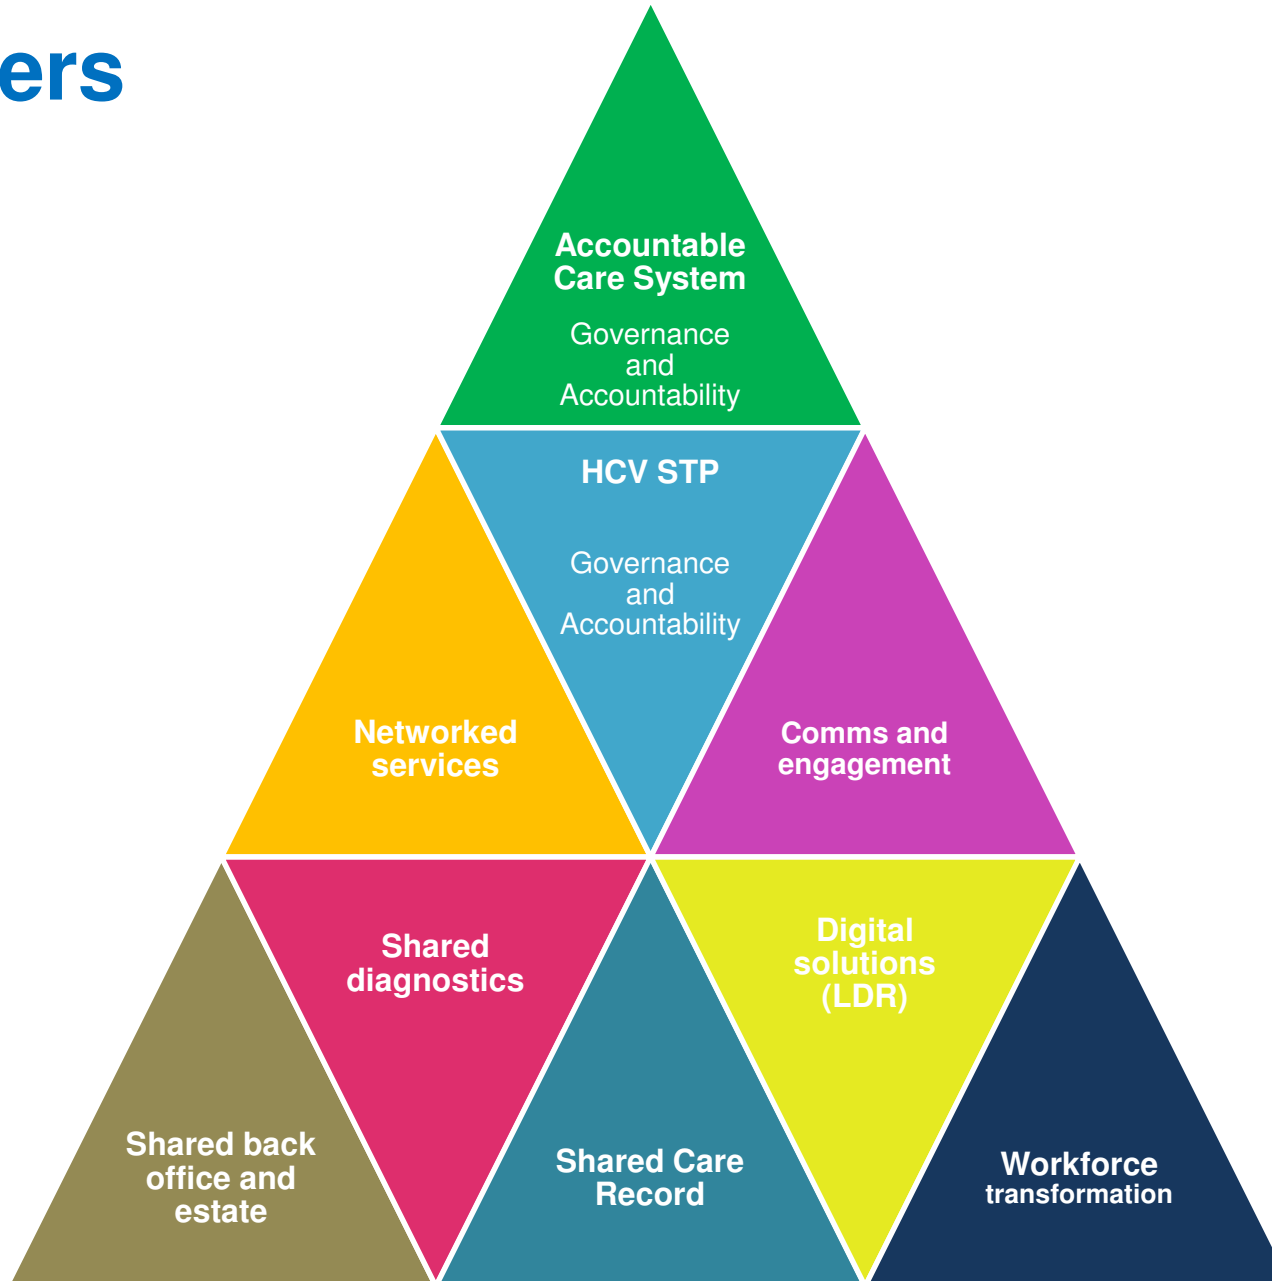 ers
Accountable
Care System
Governance
and
Accountability
HCV STP
Governance
and
Accountability
Networked
services
Comms and
engagement
Shared
diagnostics
Digital
solutions
(LDR)
Shared back
office and
estate
Shared Care
Record
Workforce
transformation